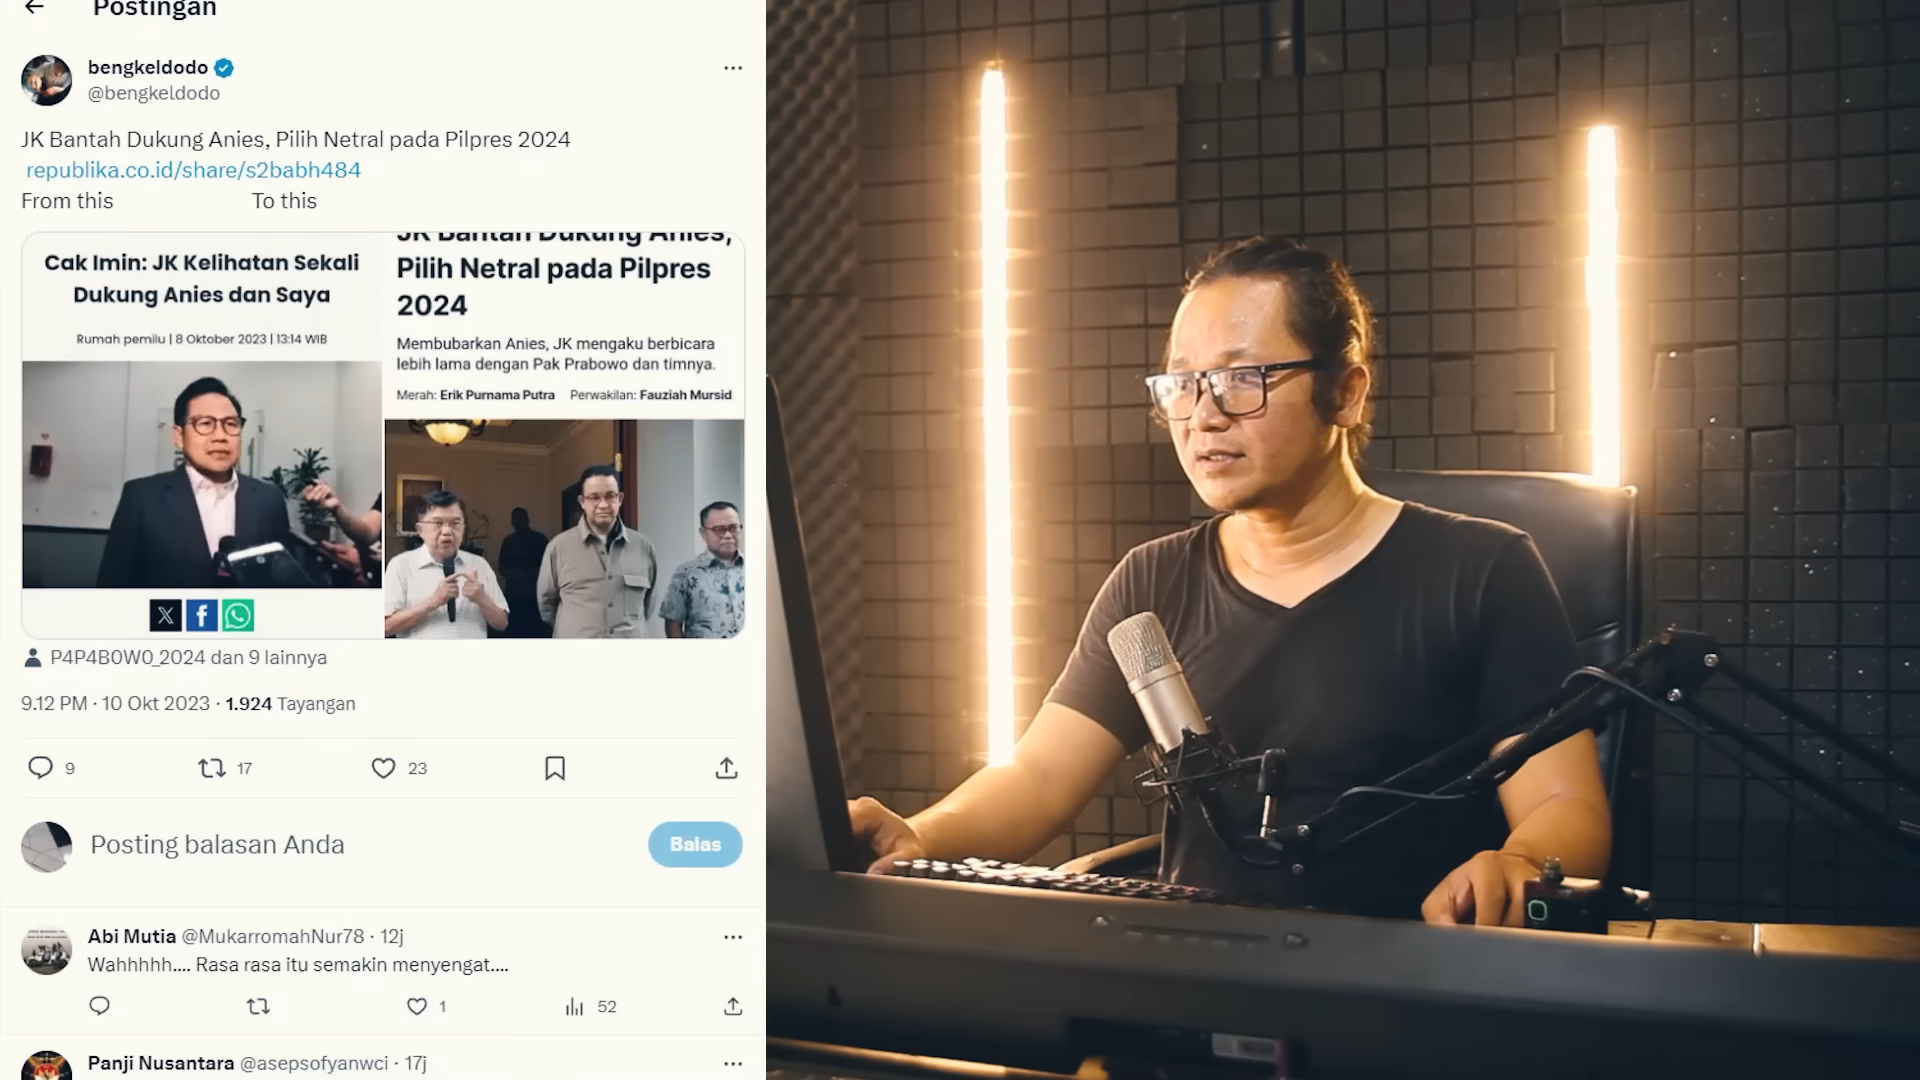 Postingan
bengkeldodo
@bengkeldodo
JK Bantah Dukung Anies, Pilih Netral pada Pilpres 2024
republika.co.id/share/s2babh484
From this To this
Cak Imin: JK Kelihatan Sekali
Dukung Anies dan Saya
Rumah pemilu | 8 Oktober 2023 | 13:14 WIB
JK Bantah Dukung Anies,
Pilih Netral pada Pilpres
2024
Membubarkan Anies, JK mengaku berbicara
lebih lama dengan Pak Prabowo dan timnya.
Merah: Erik Purnama Putra Perwakilan: Fauziah Mursid
P4P4B0W0_2024 dan 9 lainnya
9.12 PM · 10 Okt 2023 · 1.924 Tayangan
9 17 23
Posting balasan Anda Balas
Abi Mutia @MukarromahNur78 · 12j
Wahhhhh.... Rasa rasa itu semakin menyengat....
1 52
Panji Nusantara @asepsofyanwci · 17j